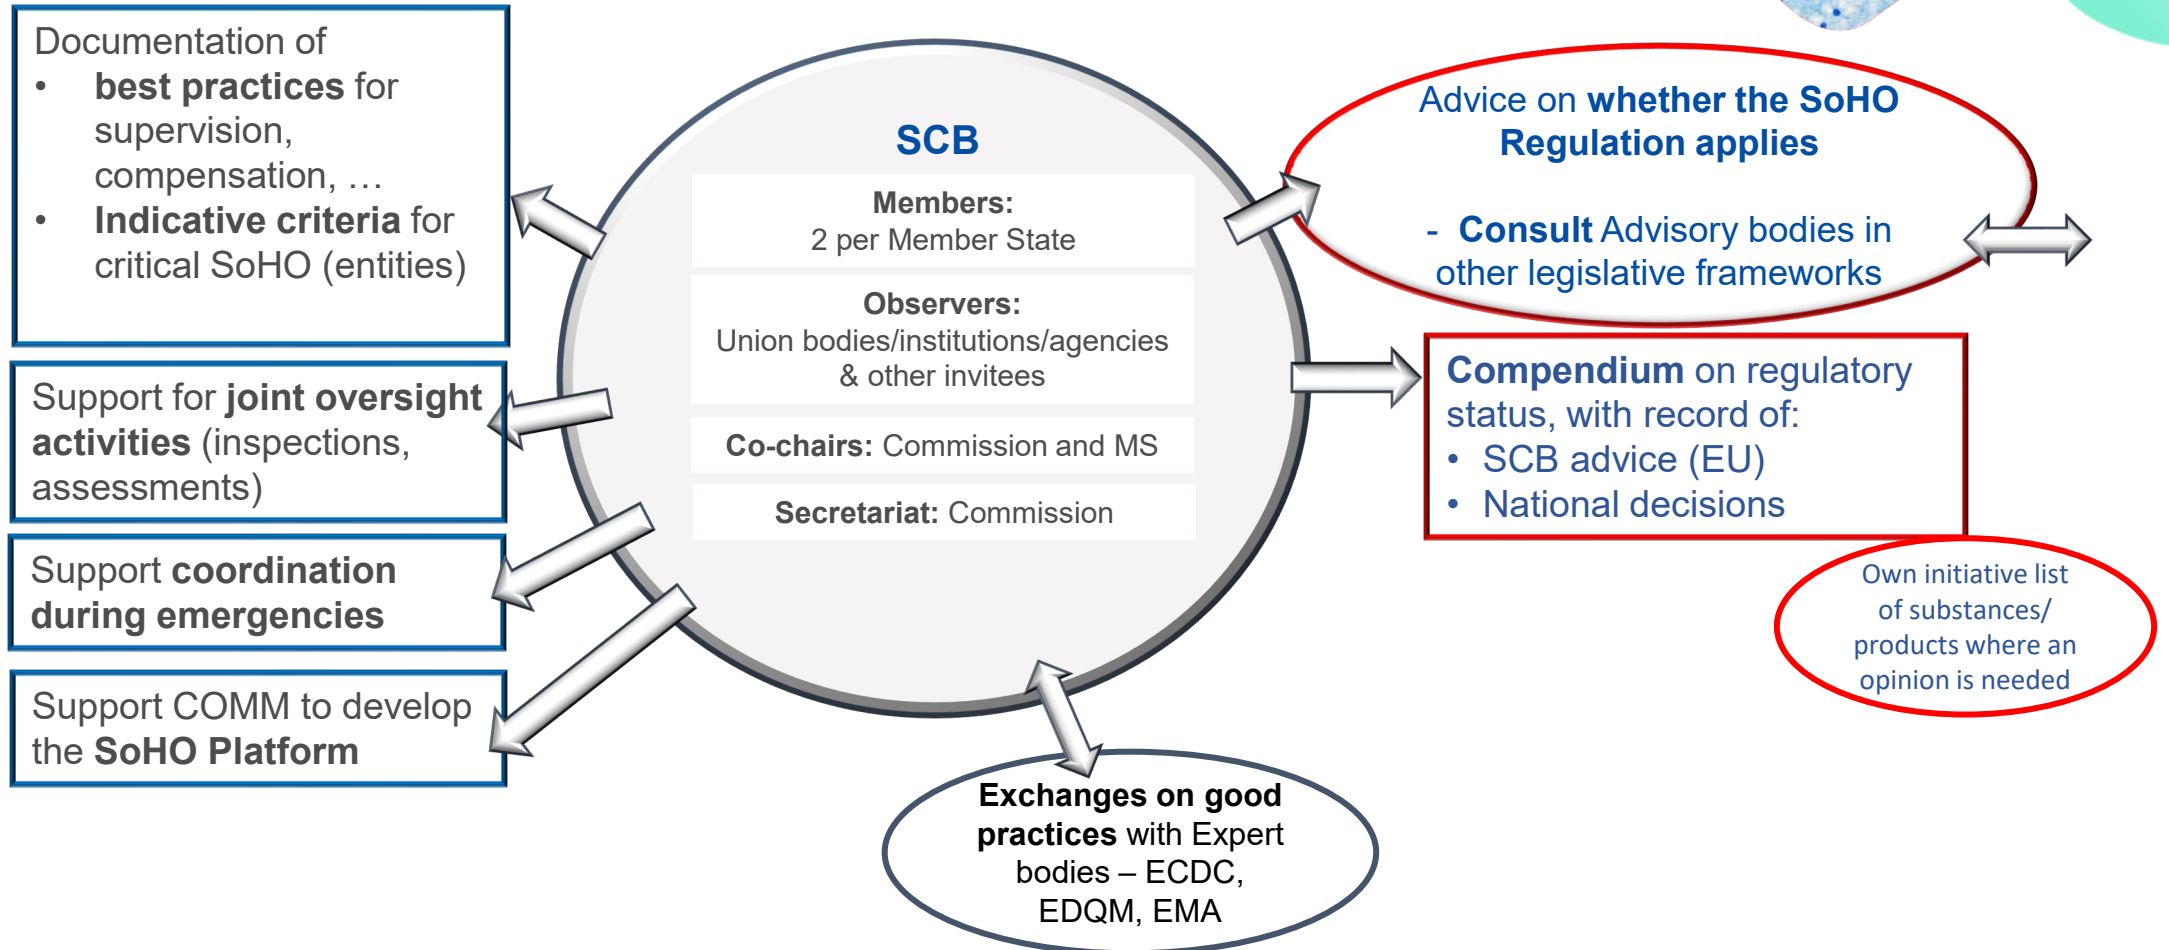 Documentation of
• best practices for
supervision,
compensation, …
• Indicative criteria for
critical SoHO (entities)
Support for joint oversight
activities (inspections,
assessments)
Support coordination
during emergencies
Support COMM to develop
the SoHO Platform
SCB
Members:
2 per Member State
Observers:
Union bodies/institutions/agencies
& other invitees
Co-chairs: Commission and MS
Secretariat: Commission
Exchanges on good
practices with Expert
bodies – ECDC,
EDQM, EMA
Advice on whether the SoHO
Regulation applies
- Consult Advisory bodies in
other legislative frameworks
Compendium on regulatory
status, with record of:
• SCB advice (EU)
• National decisions
Own initiative list
of substances/
products where an
opinion is needed